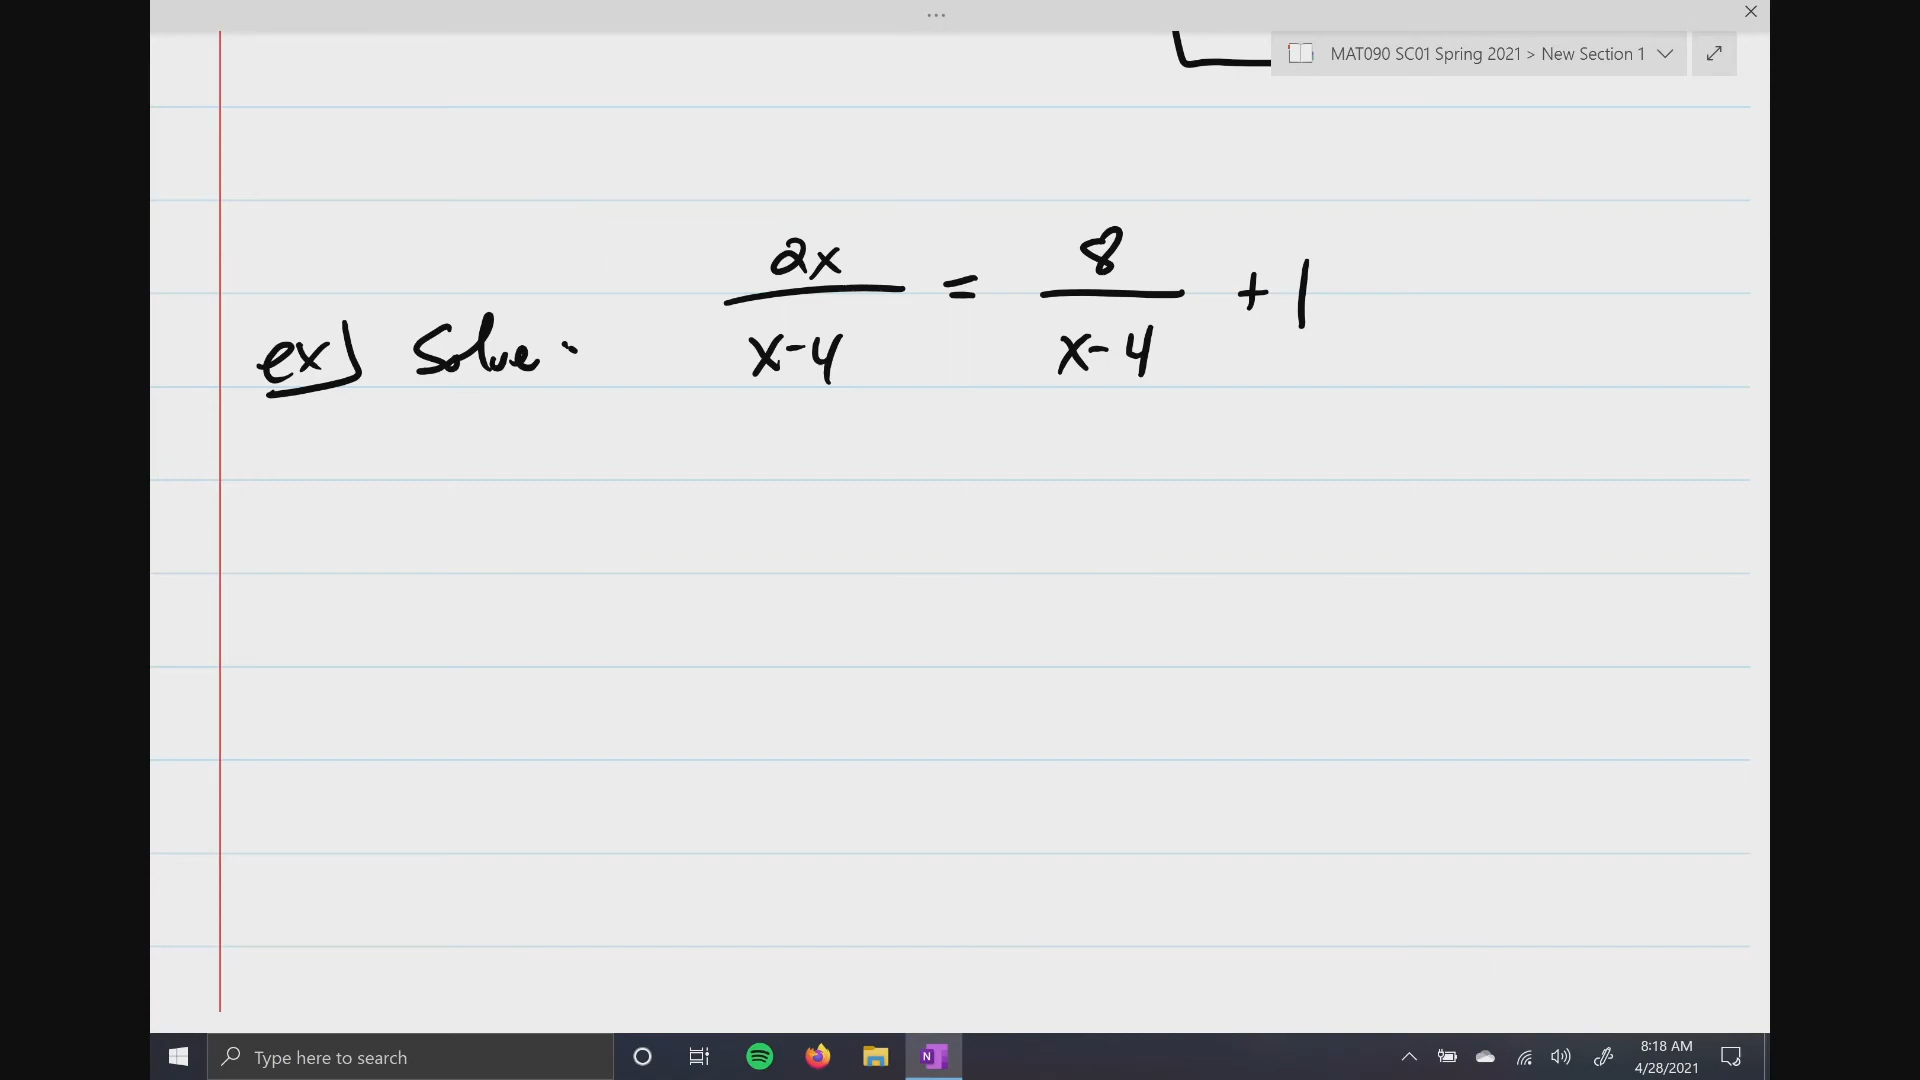 MAT090 SC01 Spring 2021 > New Section 1
ex) Solve: 2x/(x-4) = 8/(x-4) + 1
Type here to search
N
8:18 AM
4/28/2021